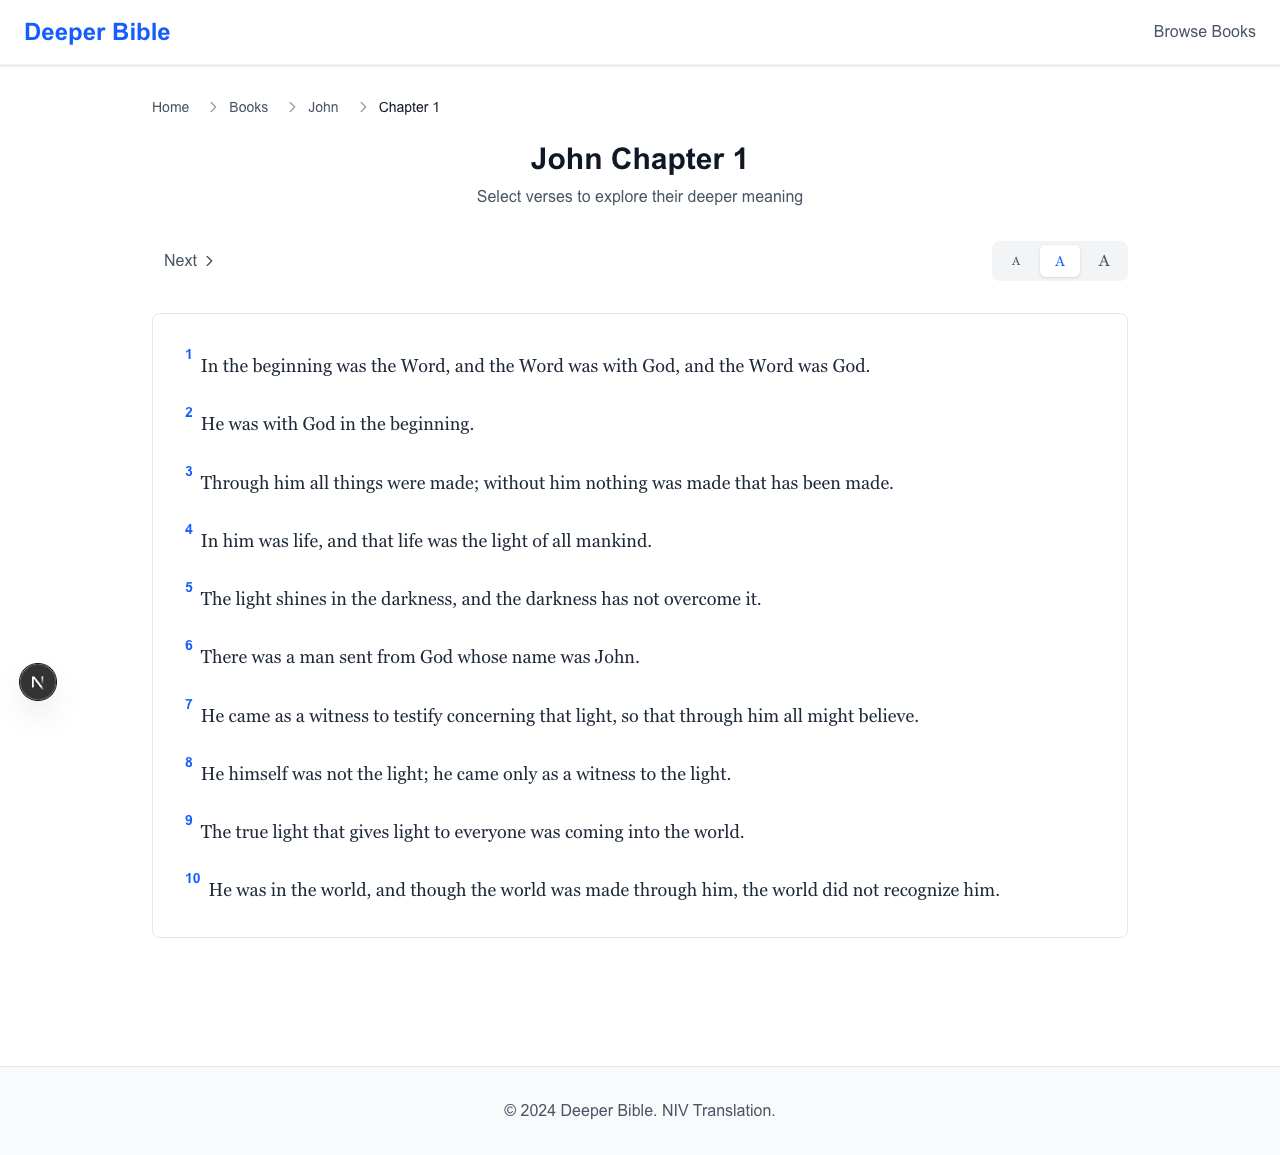 Deeper Bible
Browse Books
Home > Books > John > Chapter 1
John Chapter 1
Select verses to explore their deeper meaning
Next >
A A A
1 In the beginning was the Word, and the Word was with God, and the Word was God.
2 He was with God in the beginning.
3 Through him all things were made; without him nothing was made that has been made.
4 In him was life, and that life was the light of all mankind.
5 The light shines in the darkness, and the darkness has not overcome it.
6 There was a man sent from God whose name was John.
7 He came as a witness to testify concerning that light, so that through him all might believe.
8 He himself was not the light; he came only as a witness to the light.
9 The true light that gives light to everyone was coming into the world.
10 He was in the world, and though the world was made through him, the world did not recognize him.
N
© 2024 Deeper Bible. NIV Translation.